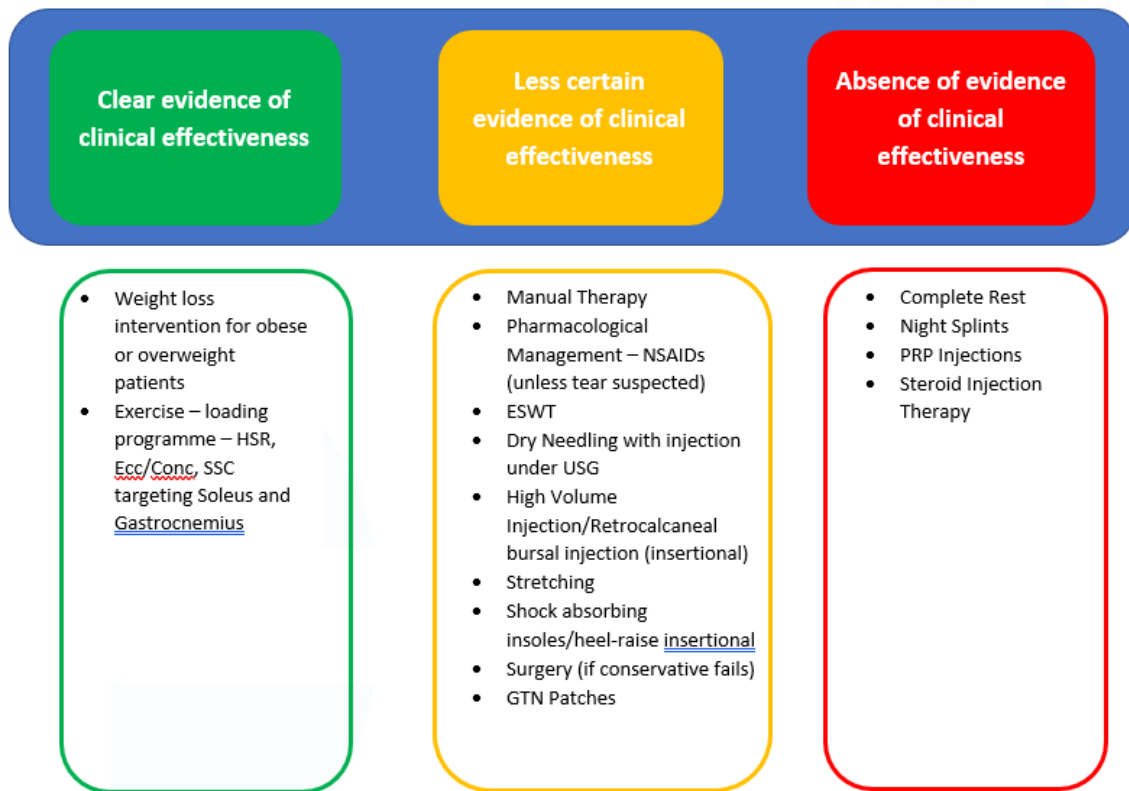 Clear evidence of
clinical effectiveness
Less certain
evidence of clinical
effectiveness
Absence of evidence
of clinical
effectiveness
• Weight loss
intervention for obese
or overweight
patients
• Exercise – loading
programme – HSR,
Ecc/Conc, SSC
targeting Soleus and
Gastrocnemius
• Manual Therapy
• Pharmacological
Management – NSAIDs
(unless tear suspected)
• ESWT
• Dry Needling with injection
under USG
• High Volume
Injection/Retrocalcaneal
bursal injection (insertional)
• Stretching
• Shock absorbing
insoles/heel-raise insertional
• Surgery (if conservative fails)
• GTN Patches
• Complete Rest
• Night Splints
• PRP Injections
• Steroid Injection
Therapy